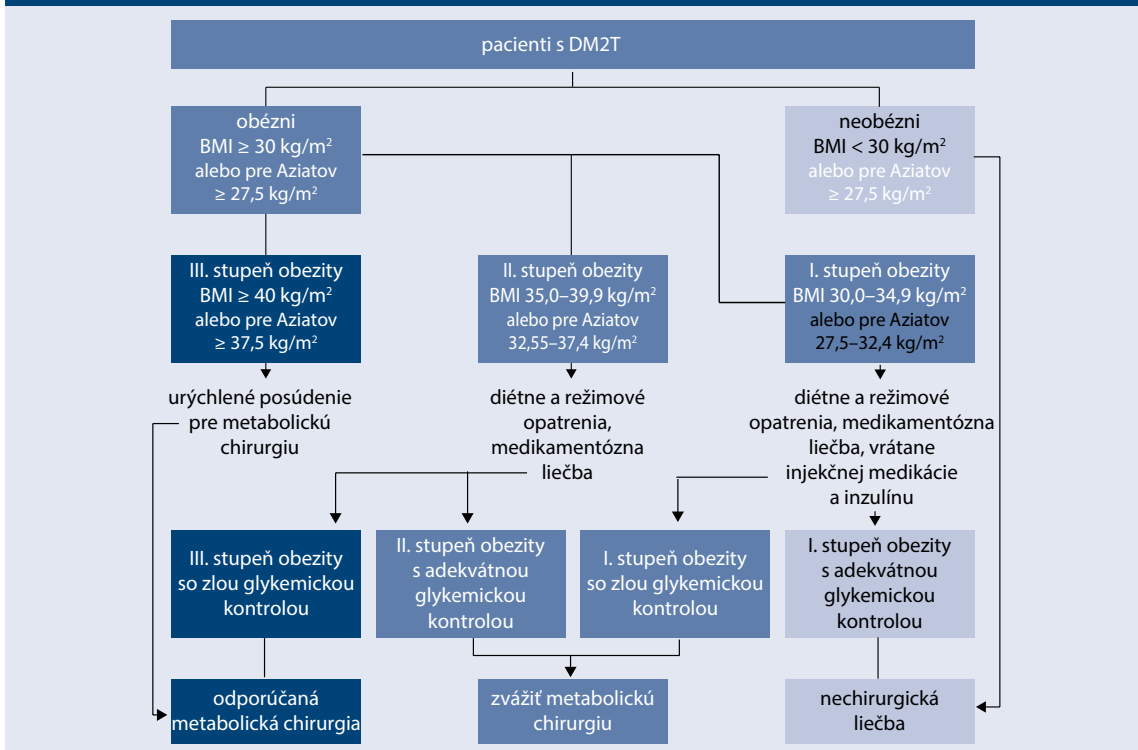 pacienti s DM2T
obézni
BMI ≥ 30 kg/m²
alebo pre Aziatov
≥ 27,5 kg/m²
neobézni
BMI < 30 kg/m²
alebo pre Aziatov
≥ 27,5 kg/m²
III. stupeň obezity
BMI ≥ 40 kg/m²
alebo pre Aziatov
≥ 37,5 kg/m²
II. stupeň obezity
BMI 35,0–39,9 kg/m²
alebo pre Aziatov
32,55–37,4 kg/m²
I. stupeň obezity
BMI 30,0–34,9 kg/m²
alebo pre Aziatov
27,5–32,4 kg/m²
urýchlené posúdenie
pre metabolickú
chirurgiu
diétne a režimové
opatrenia,
medikamentózna
liečba
diétne a režimové
opatrenia, medikamentózna
liečba, vrátane
injekčnej medikácie
a inzulínu
III. stupeň obezity
so zlou glykemickou
kontrolou
II. stupeň obezity
s adekvátnou
glykemickou
kontrolou
I. stupeň obezity
so zlou glykemickou
kontrolou
I. stupeň obezity
s adekvátnou
glykemickou
kontrolou
odporúčaná
metabolická chirurgia
zvážiť metabolickú
chirurgiu
nechirurgická
liečba